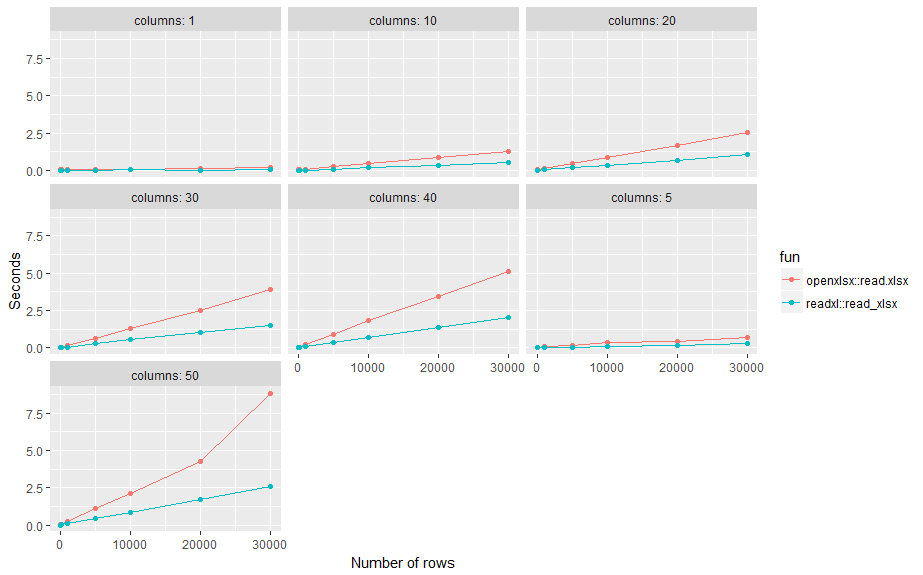 columns: 1
columns: 10
columns: 20
7.5
5.0
2.5
0.0
columns: 30
columns: 40
columns: 5
7.5
5.0
2.5
0.0
0 10000 20000 30000
0 10000 20000 30000
columns: 50
7.5
5.0
2.5
0.0
0 10000 20000 30000
Seconds
Number of rows
fun
openxlsx::read.xlsx
readxl::read_xlsx